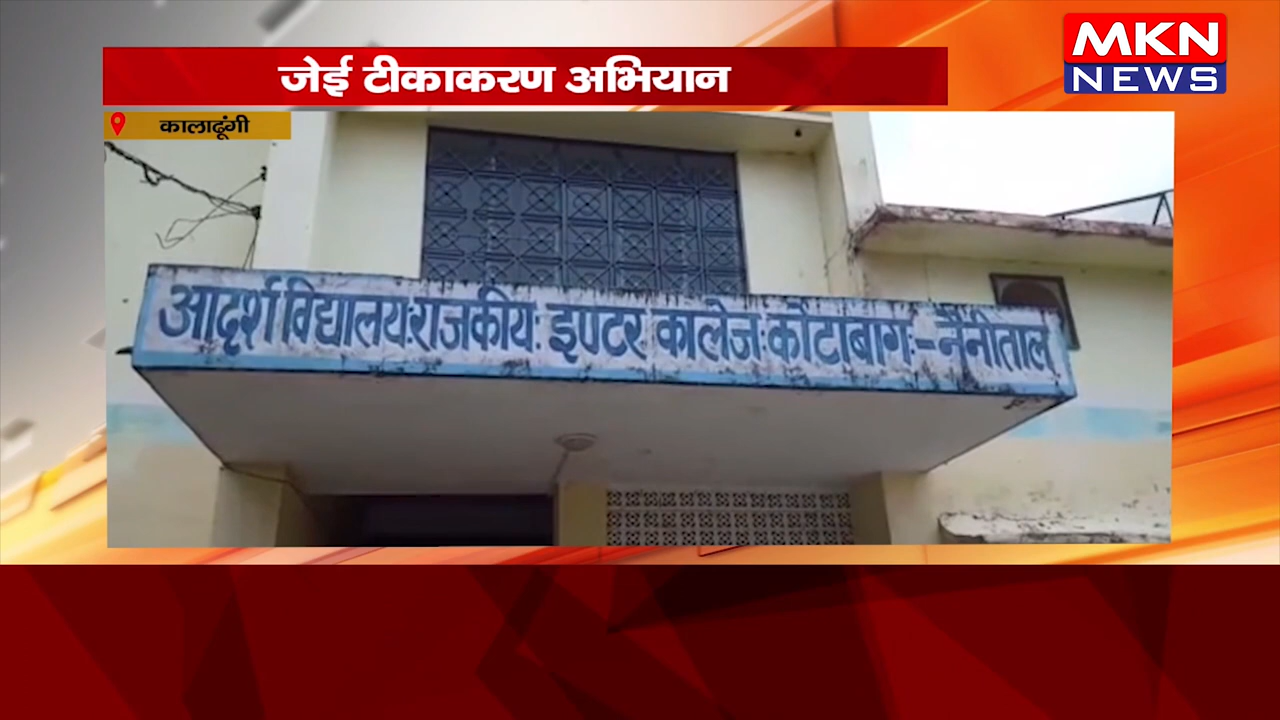 जेई टीकाकरण अभियान
MKN
NEWS
कालाढूंगी
आदर्श विद्यालय:राजकीय: इण्टर कालेज:कोटाबाग:-नैनीताल